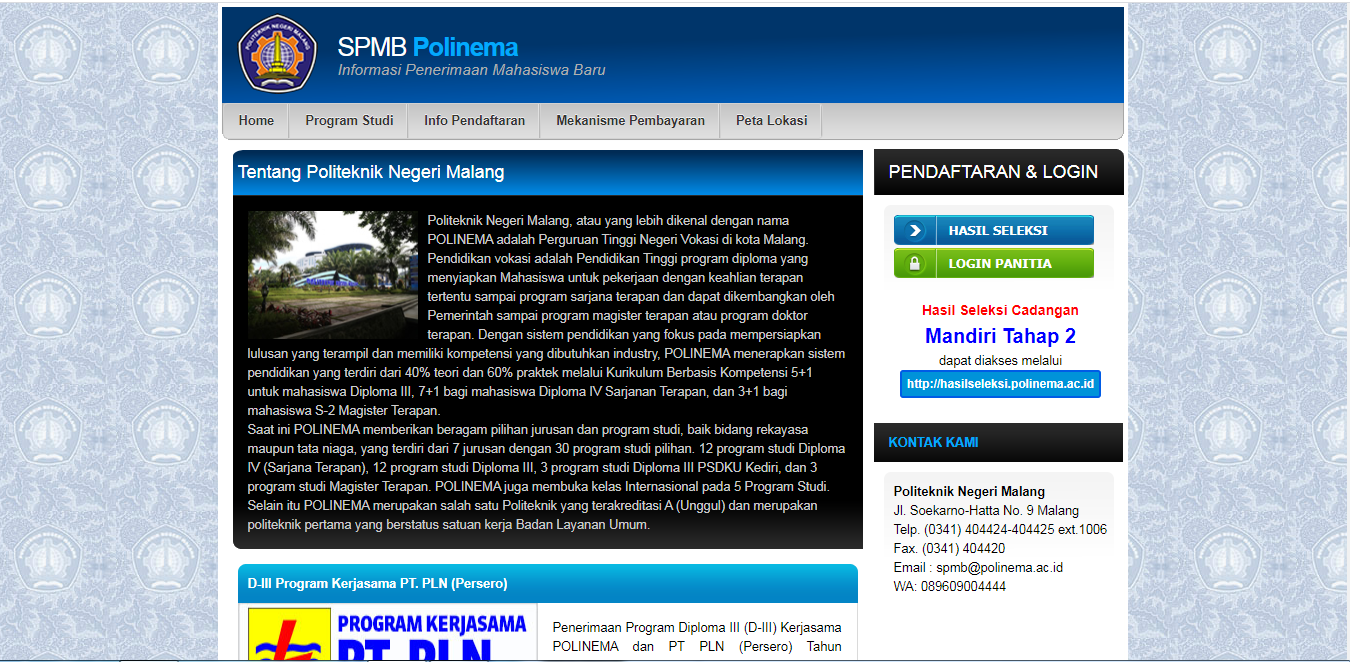 POLITEKNIK NEGERI MALANG
SPMB Polinema
Informasi Penerimaan Mahasiswa Baru
Home
Program Studi
Info Pendaftaran
Mekanisme Pembayaran
Peta Lokasi
Tentang Politeknik Negeri Malang
Politeknik Negeri Malang, atau yang lebih dikenal dengan nama
POLINEMA adalah Perguruan Tinggi Negeri Vokasi di kota Malang.
Pendidikan vokasi adalah Pendidikan Tinggi program diploma yang
menyiapkan Mahasiswa untuk pekerjaan dengan keahlian terapan
tertentu sampai program sarjana terapan dan dapat dikembangkan oleh
Pemerintah sampai program magister terapan atau program doktor
terapan. Dengan sistem pendidikan yang fokus pada mempersiapkan
lulusan yang terampil dan memiliki kompetensi yang dibutuhkan industry, POLINEMA menerapkan sistem
pendidikan yang terdiri dari 40% teori dan 60% praktek melalui Kurikulum Berbasis Kompetensi 5+1
untuk mahasiswa Diploma III, 7+1 bagi mahasiswa Diploma IV Sarjanan Terapan, dan 3+1 bagi
mahasiswa S-2 Magister Terapan.
Saat ini POLINEMA memberikan beragam pilihan jurusan dan program studi, baik bidang rekayasa
maupun tata niaga, yang terdiri dari 7 jurusan dengan 30 program studi pilihan. 12 program studi Diploma
IV (Sarjana Terapan), 12 program studi Diploma III, 3 program studi Diploma III PSDKU Kediri, dan 3
program studi Magister Terapan. POLINEMA juga membuka kelas Internasional pada 5 Program Studi.
Selain itu POLINEMA merupakan salah satu Politeknik yang terakreditasi A (Unggul) dan merupakan
politeknik pertama yang berstatus satuan kerja Badan Layanan Umum.
D-III Program Kerjasama PT. PLN (Persero)
PROGRAM KERJASAMA
PT. PLN
Penerimaan Program Diploma III (D-III) Kerjasama
POLINEMA dan PT PLN (Persero) Tahun
PENDAFTARAN & LOGIN
HASIL SELEKSI
LOGIN PANITIA
Hasil Seleksi Cadangan
Mandiri Tahap 2
dapat diakses melalui
http://hasilseleksi.polinema.ac.id
KONTAK KAMI
Politeknik Negeri Malang
Jl. Soekarno-Hatta No. 9 Malang
Telp. (0341) 404424-404425 ext.1006
Fax. (0341) 404420
Email : spmb@polinema.ac.id
WA: 089609004444